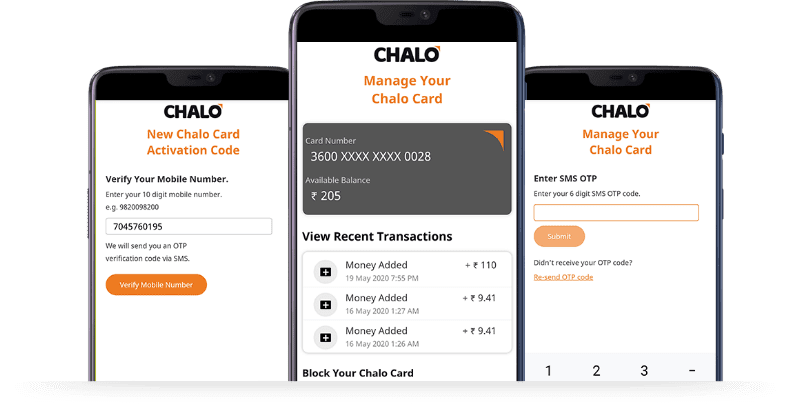 CHALO
New Chalo Card
Activation Code
Verify Your Mobile Number.
Enter your 10 digit mobile number.
e.g. 9820098200
7045760195
We will send you an OTP
verification code via SMS.
Verify Mobile Number
CHALO
Manage Your
Chalo Card
Card Number
3600 XXXX XXXX 0028
Available Balance
₹ 205
View Recent Transactions
Money Added + ₹ 110
19 May 2020 7:55 PM
Money Added + ₹ 9.41
16 May 2020 1:27 AM
Money Added + ₹ 9.41
16 May 2020 1:26 AM
Block Your Chalo Card
CHALO
Manage Your
Chalo Card
Enter SMS OTP
Enter your 6 digit SMS OTP code.
Submit
Didn't receive your OTP code?
Re-send OTP code
1 2 3 -